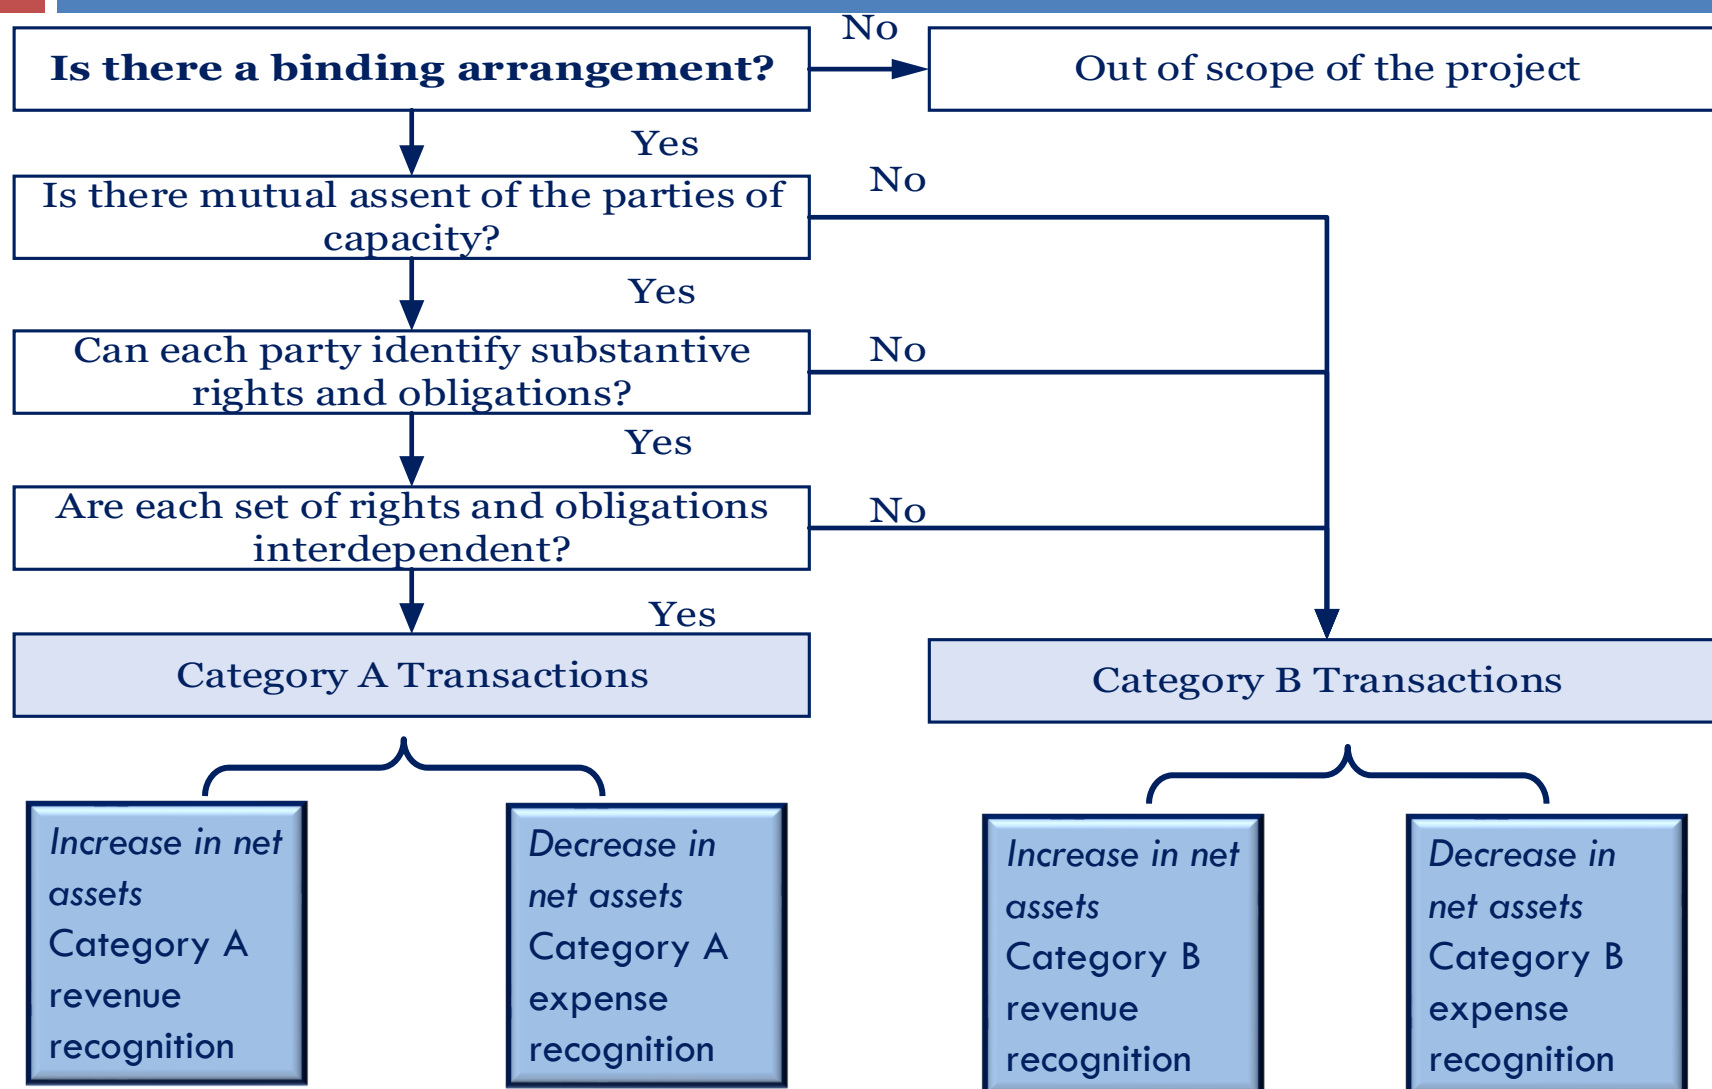 Is there a binding arrangement?
No
Out of scope of the project
Yes
Is there mutual assent of the parties of
capacity?
No
Yes
Can each party identify substantive
rights and obligations?
No
Yes
Are each set of rights and obligations
interdependent?
No
Yes
Category A Transactions
Category B Transactions
Increase in net
assets
Category A
revenue
recognition
Decrease in
net assets
Category A
expense
recognition
Increase in net
assets
Category B
revenue
recognition
Decrease in
net assets
Category B
expense
recognition